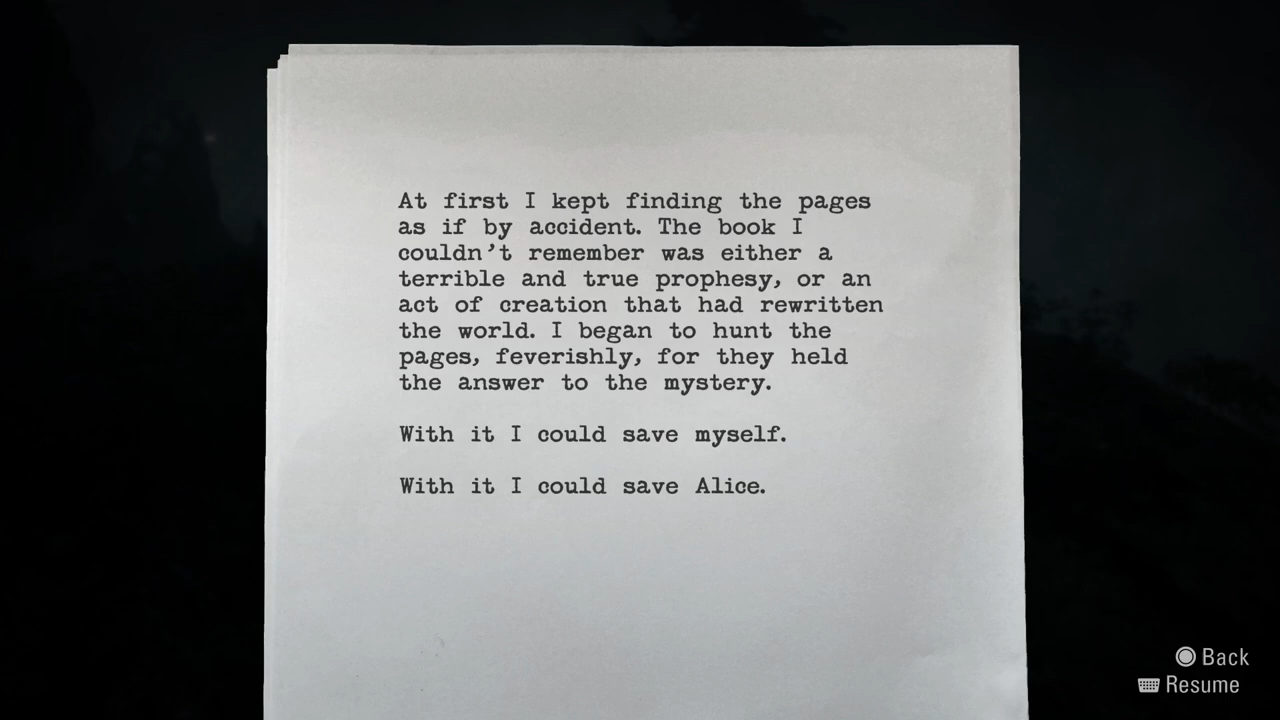 At first I kept finding the pages
as if by accident. The book I
couldn't remember was either a
terrible and true prophesy, or an
act of creation that had rewritten
the world. I began to hunt the
pages, feverishly, for they held
the answer to the mystery.
With it I could save myself.
With it I could save Alice.
Back
Resume